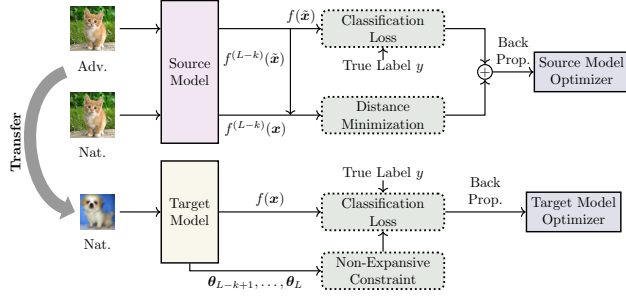 Adv.
Nat.
Transfer
Nat.
Source
Model
f(x̃)
f^(L−k)(x̃)
f^(L−k)(x)
Classification
Loss
True Label y
Distance
Minimization
+
Back
Prop.
Source Model
Optimizer
Target
Model
f(x)
True Label y
Classification
Loss
Back
Prop.
Target Model
Optimizer
θ_{L−k+1}, . . . , θ_L
Non-Expansive
Constraint